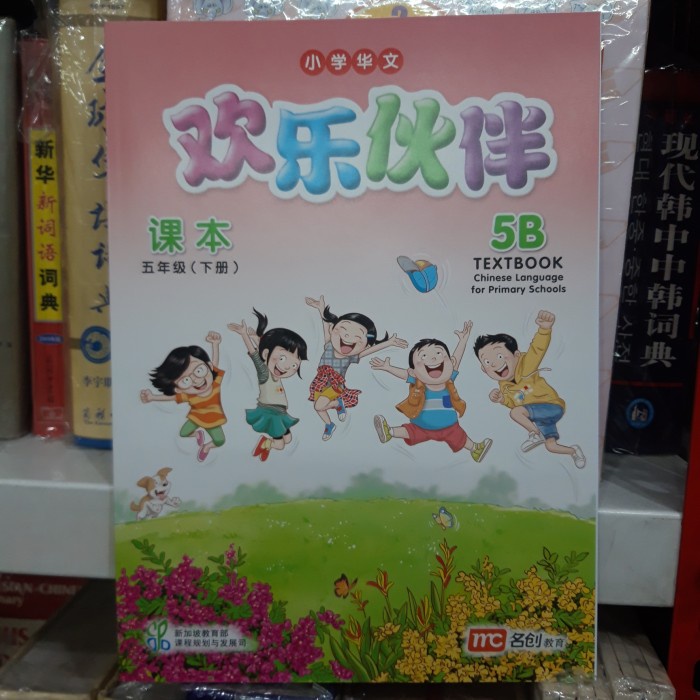 小学华文
欢乐伙伴
课本
五年级（下册）
5B
TEXTBOOK
Chinese Language
for Primary Schools
新加坡教育部
课程规划与发展司
mc 名创教育
新华新词语词典
现代韩中中韩词典